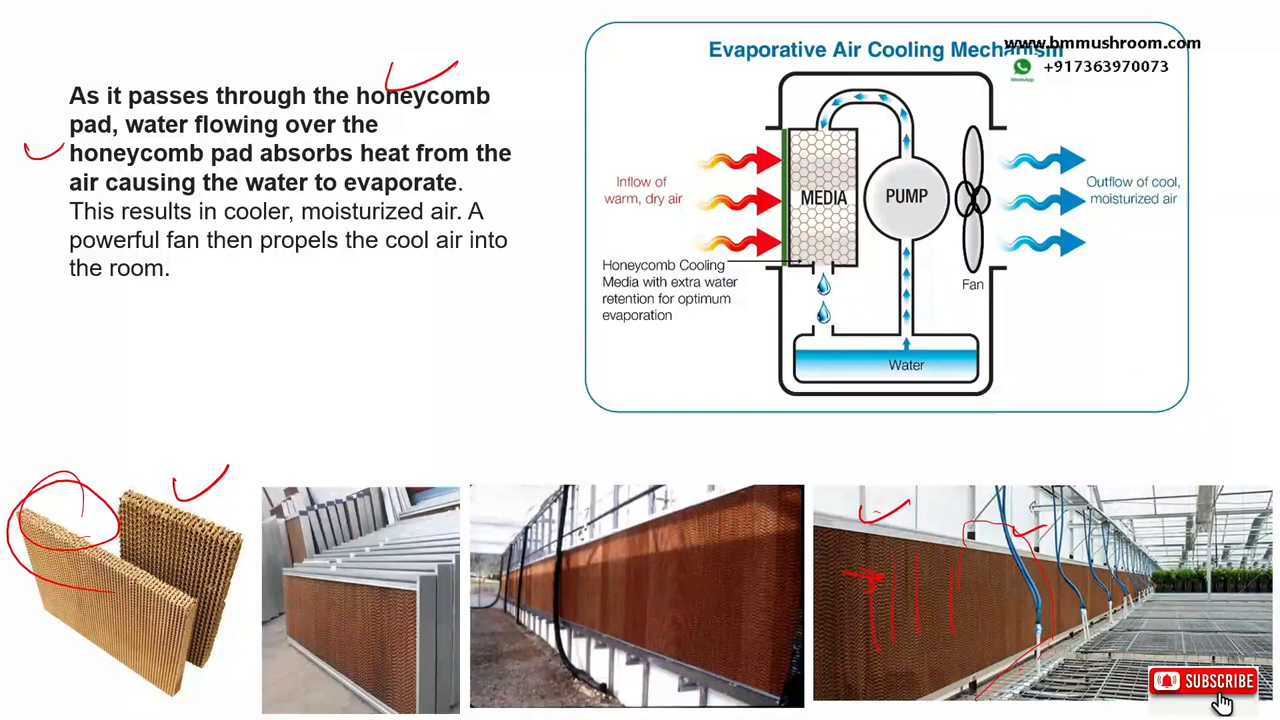 As it passes through the honeycomb
pad, water flowing over the
honeycomb pad absorbs heat from the
air causing the water to evaporate.
This results in cooler, moisturized air. A
powerful fan then propels the cool air into
the room.
Evaporative Air Cooling Mechanism
www.bmmushroom.com
+917363970073
Inflow of
warm, dry air
MEDIA
PUMP
Outflow of cool,
moisturized air
Honeycomb Cooling
Media with extra water
retention for optimum
evaporation
Fan
Water
SUBSCRIBE